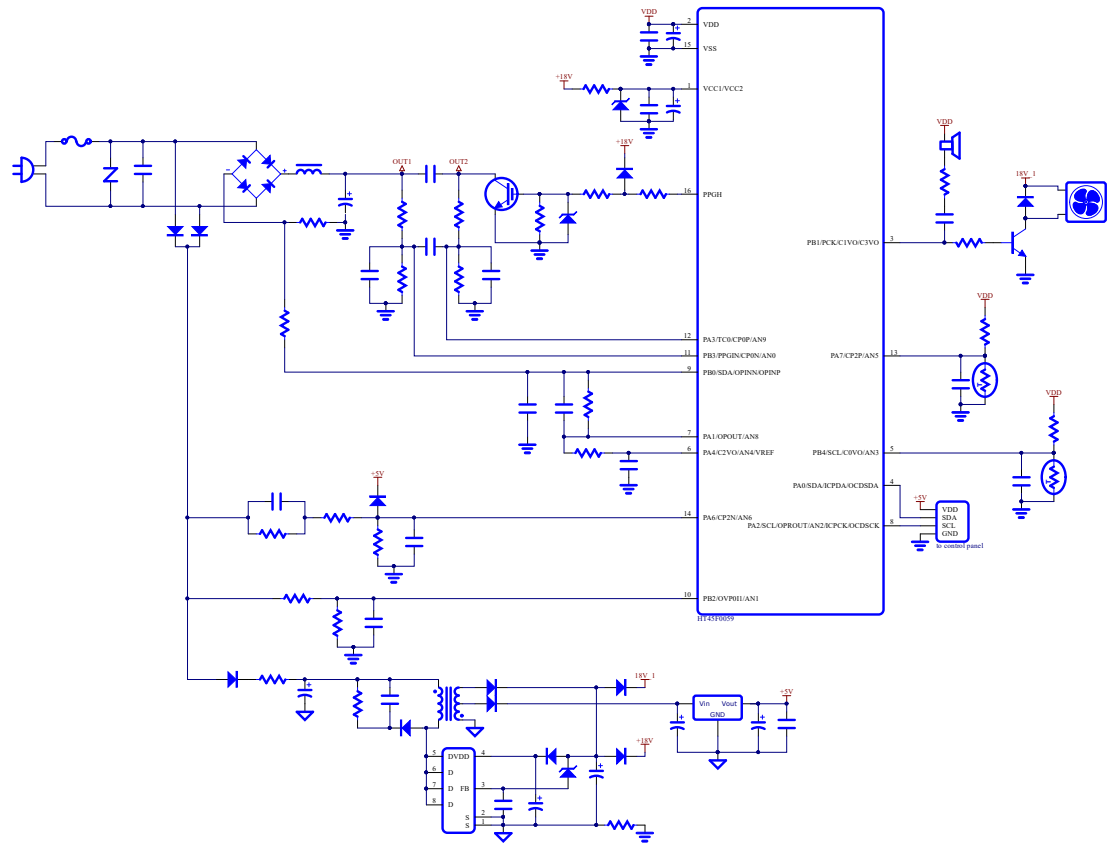 VDD
2 VDD
15 VSS
+18V
1 VCC1/VCC2
+18V
16 PPGH
OUT1
OUT2
- +
VDD
18V_1
PB1/PCK/C1VO/C3VO 3
VDD
12 PA3/TC0/CP0P/AN9
11 PB3/PPGIN/CP0N/AN0
PA7/CP2P/AN5 13
9 PB0/SDA/OPINN/OPINP
T
VDD
7 PA1/OPOUT/AN8
6 PA4/C2VO/AN4/VREF
PB4/SCL/C0VO/AN3 5
T
+5V
PA0/SDA/ICPDA/OCDSDA 4
+5V
VDD
SDA
SCL
GND
14 PA6/CP2N/AN6
PA2/SCL/OPROUT/AN2/ICPCK/OCDSCK 8
to control panel
10 PB2/OVP0I1/AN1
HT45F0059
18V_1
+5V
Vin Vout
GND
+18V
5 DVDD 4
6 D
7 D FB 3
8 D
S 2
S 1